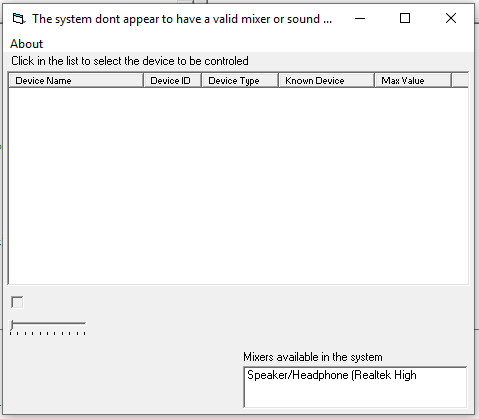 The system dont appear to have a valid mixer or sound ...
About
Click in the list to select the device to be controled
Device Name Device ID Device Type Known Device Max Value
Mixers available in the system
Speaker/Headphone (Realtek High